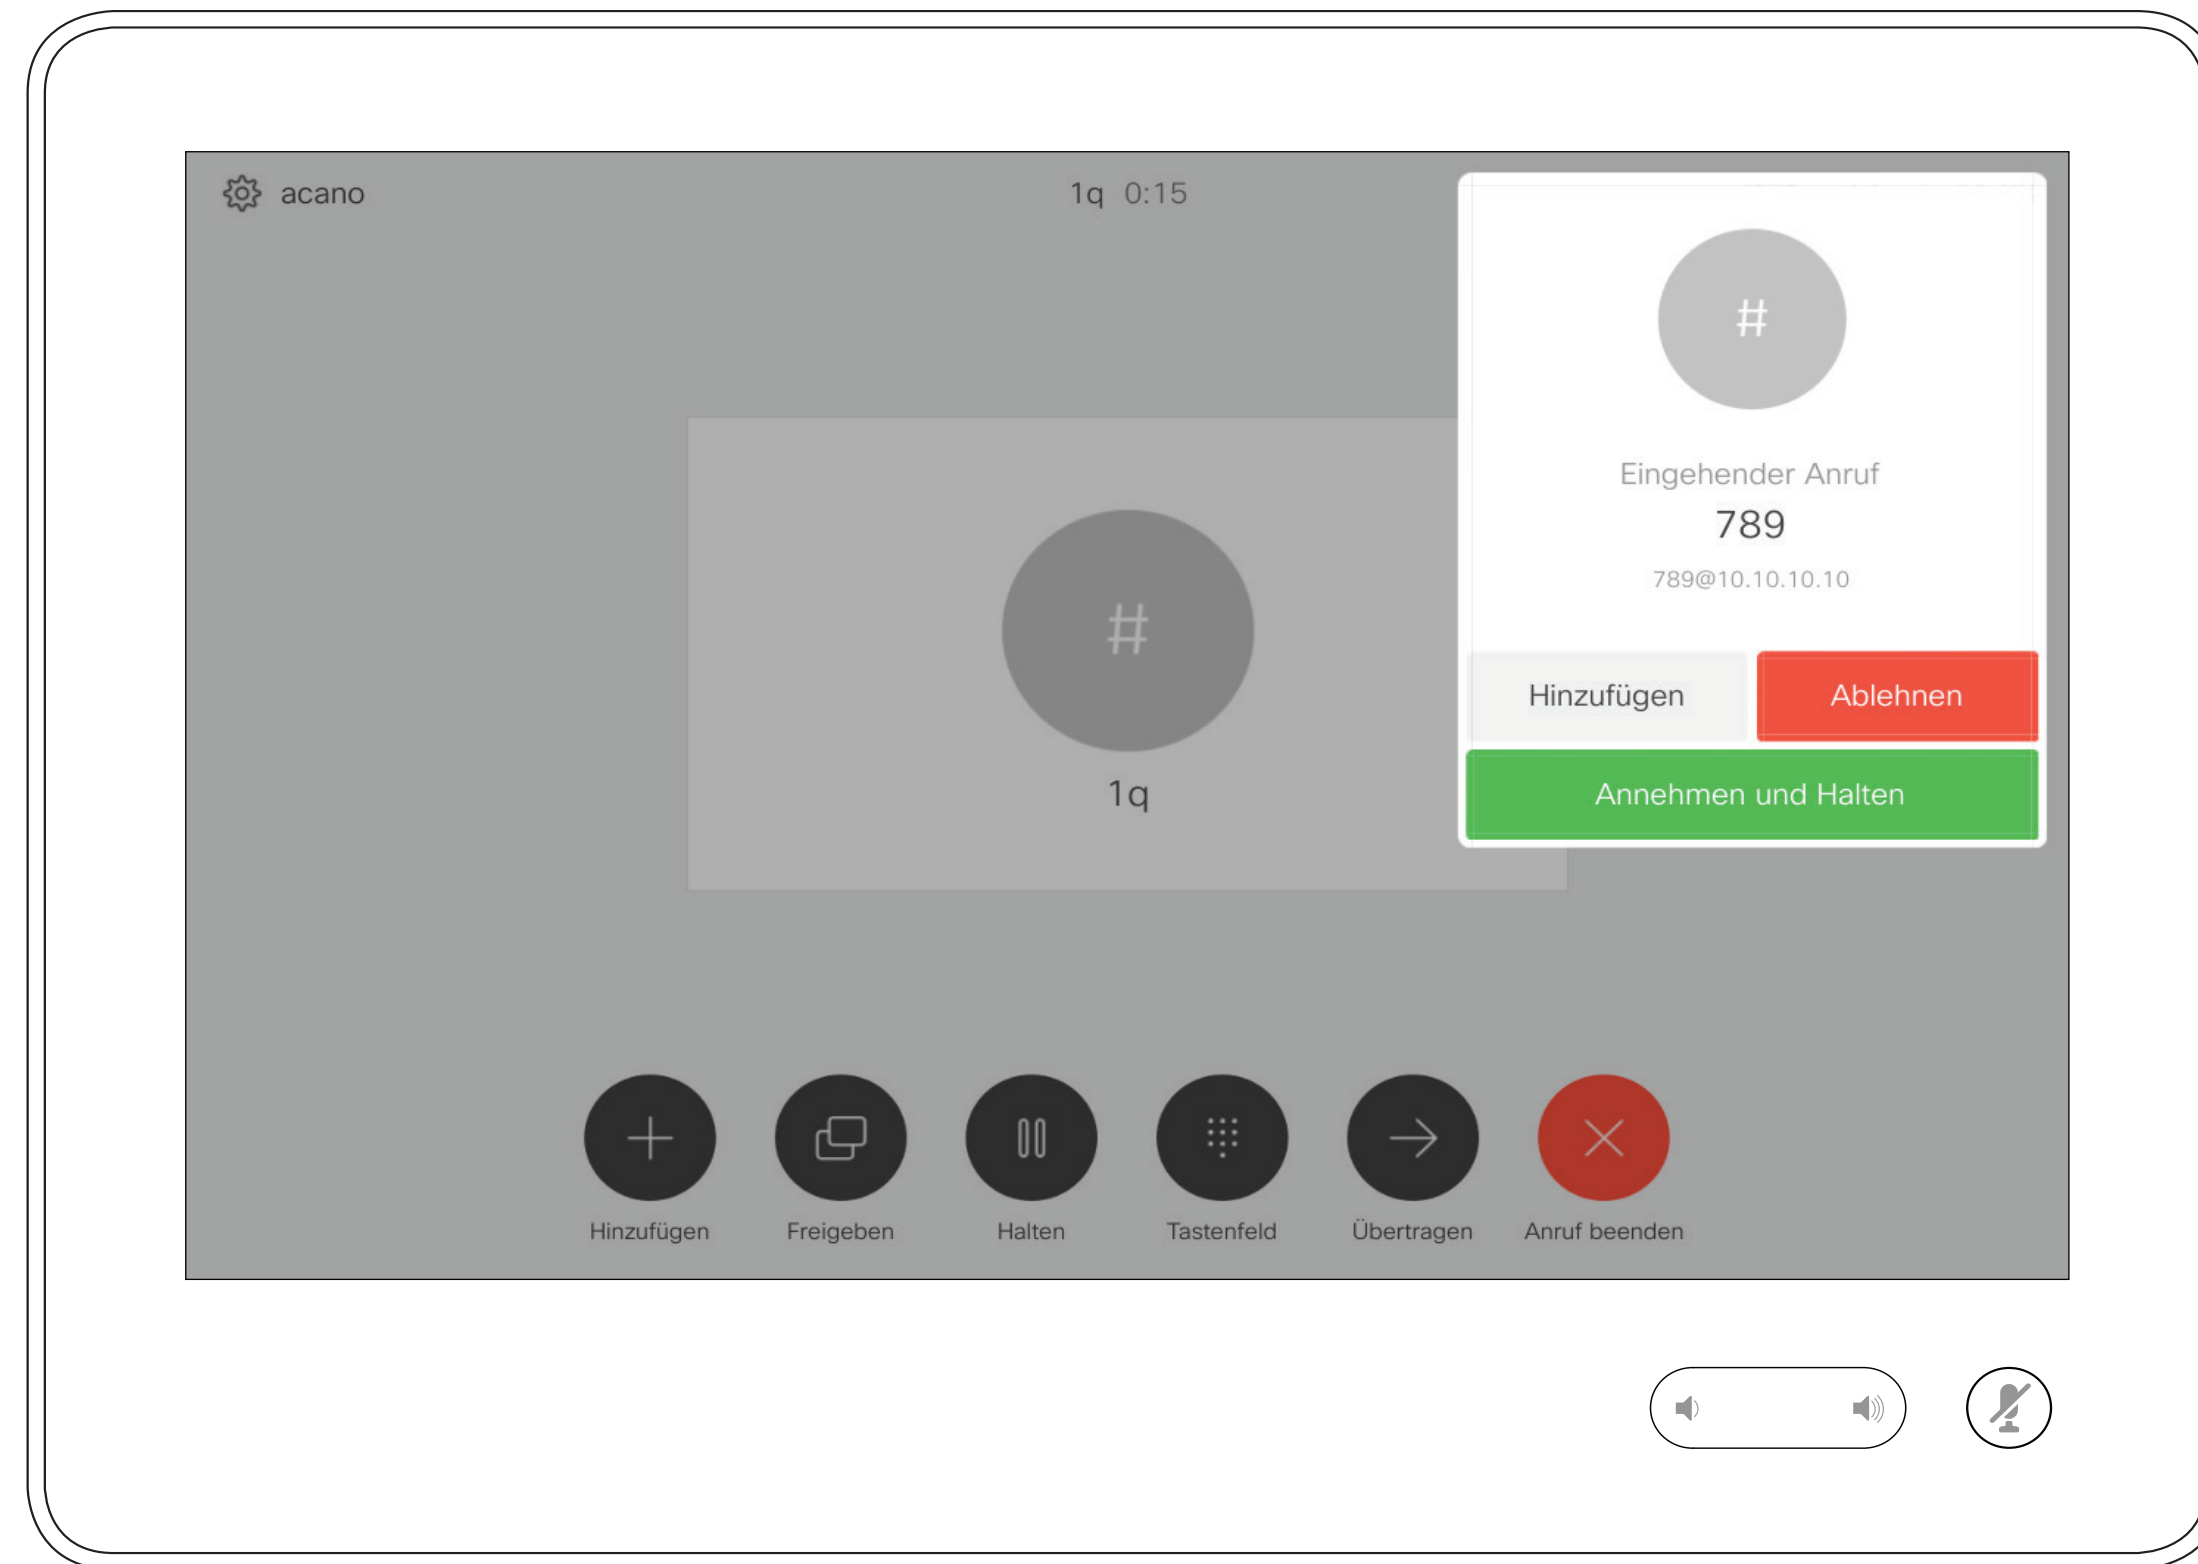 acano
1q 0:15
#
Eingehender Anruf
789
789@10.10.10.10
Hinzufügen
Ablehnen
Annehmen und Halten
#
1q
Hinzufügen
Freigeben
Halten
Tastenfeld
Übertragen
Anruf beenden